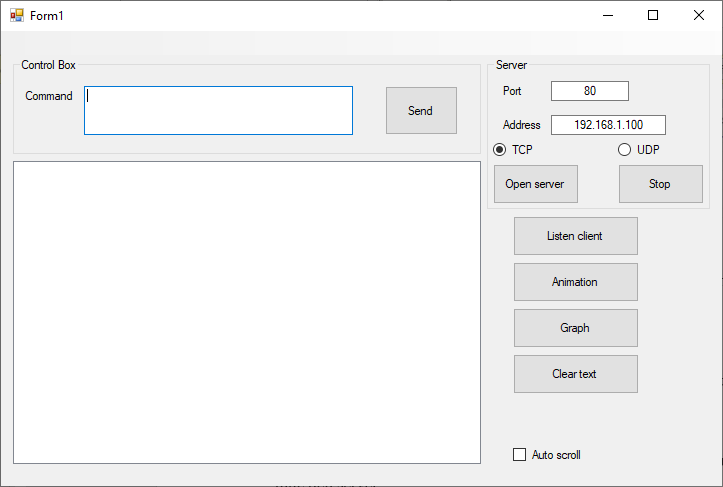 Form1
Control Box
Command
Send
Server
Port
80
Address
192.168.1.100
TCP
UDP
Open server
Stop
Listen client
Animation
Graph
Clear text
Auto scroll